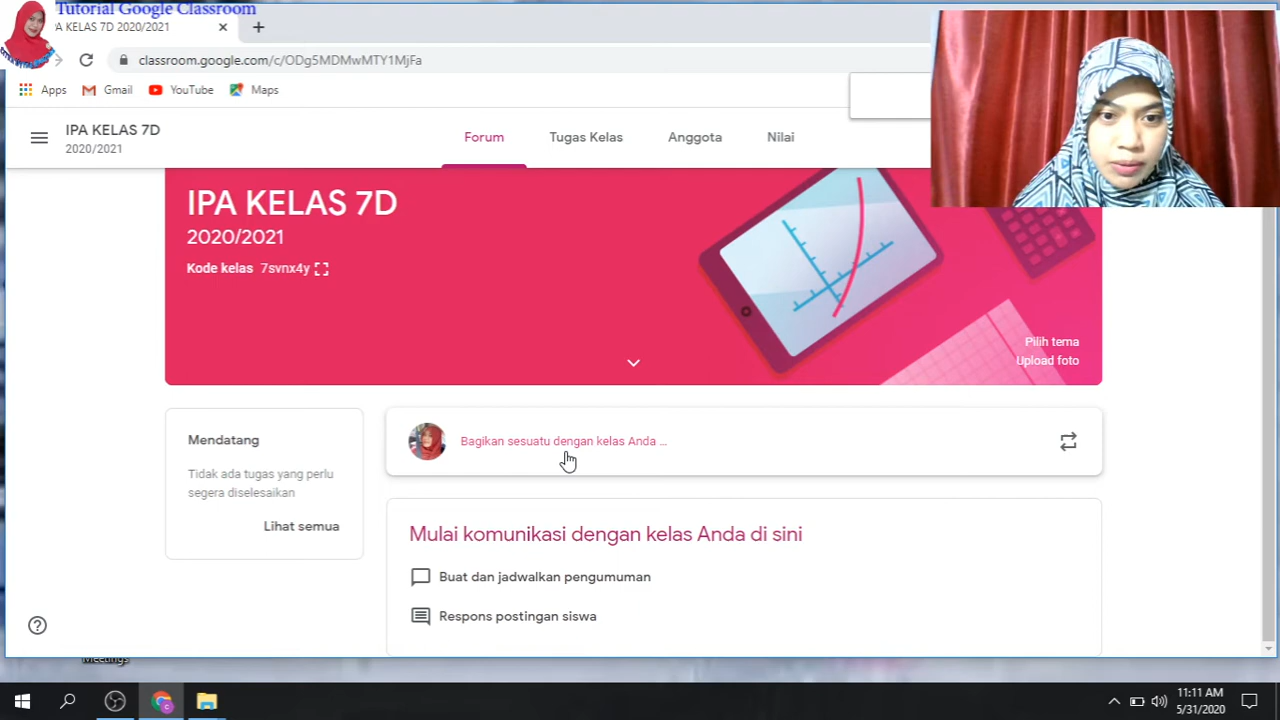 Tutorial Google Classroom
A KELAS 7D 2020/2021
classroom.google.com/c/ODg5MDMwMTY1MjFa
Apps Gmail YouTube Maps
IPA KELAS 7D
2020/2021
Forum Tugas Kelas Anggota Nilai
IPA KELAS 7D
2020/2021
Kode kelas 7svnx4y
Pilih tema
Upload foto
Mendatang
Tidak ada tugas yang perlu
segera diselesaikan
Lihat semua
Bagikan sesuatu dengan kelas Anda ...
Mulai komunikasi dengan kelas Anda di sini
Buat dan jadwalkan pengumuman
Respons postingan siswa
Meetings
11:11 AM
5/31/2020